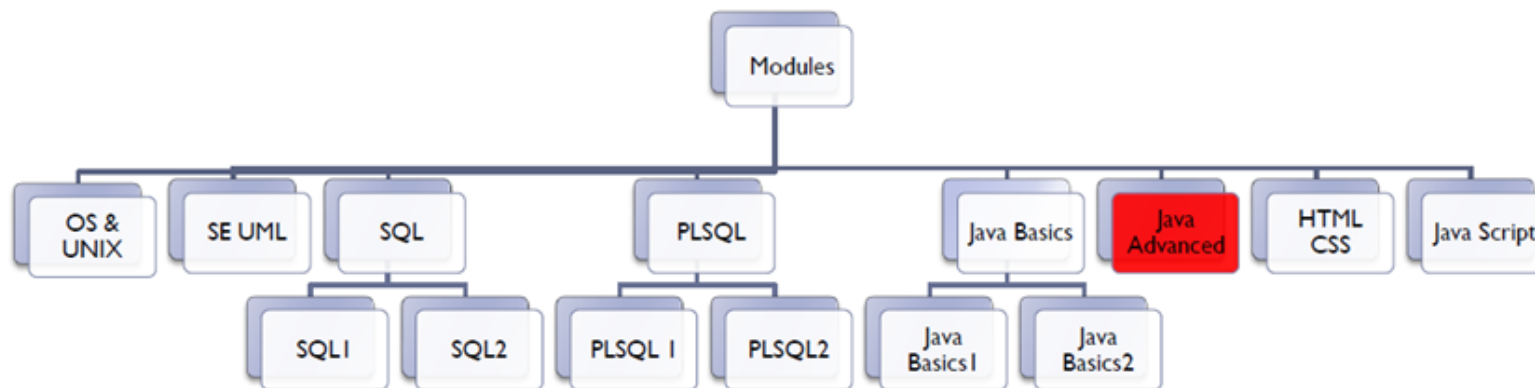 Modules
OS &
UNIX
SE UML
SQL
PLSQL
Java Basics
Java
Advanced
HTML
CSS
Java Script
SQL1
SQL2
PLSQL 1
PLSQL2
Java
Basics1
Java
Basics2